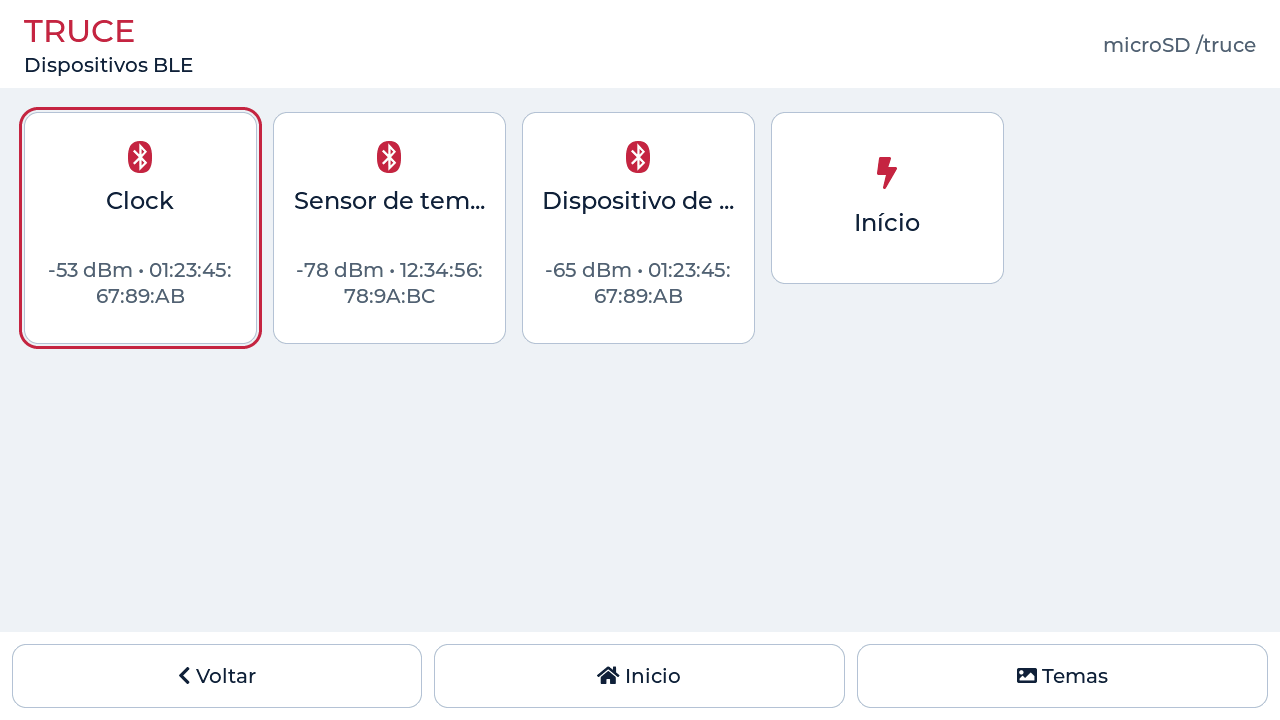 TRUCE
Dispositivos BLE
microSD /truce
Clock
-53 dBm • 01:23:45:
67:89:AB
Sensor de tem...
-78 dBm • 12:34:56:
78:9A:BC
Dispositivo de ...
-65 dBm • 01:23:45:
67:89:AB
Início
Voltar
Inicio
Temas